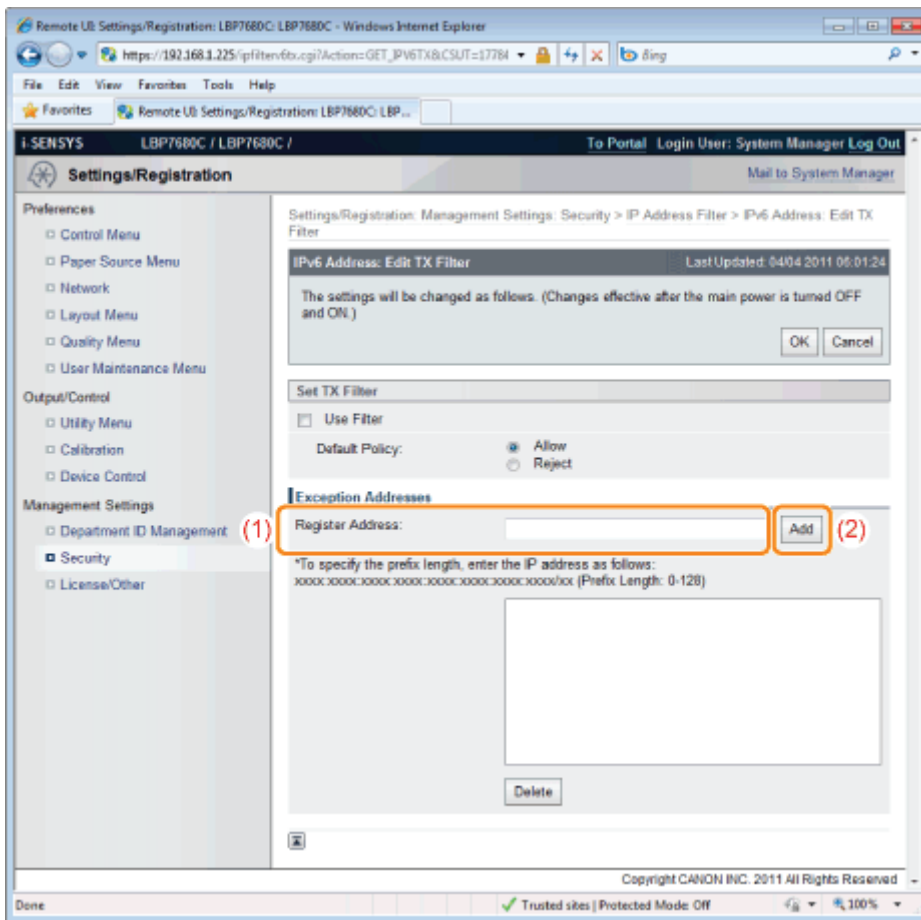 Remote UI: Settings/Registration: LBP7680C: LBP7680C - Windows Internet Explorer
https://192.168.1.225/ipfilterv6tx.cgi?Action=GET_IPV6TX&CSUT=17784
Bing
File Edit View Favorites Tools Help
Favorites Remote UI: Settings/Registration: LBP7680C: LBP...
i-SENSYS LBP7680C / LBP7680C / To Portal Login User: System Manager Log Out
Settings/Registration Mail to System Manager
Preferences
Control Menu
Paper Source Menu
Network
Layout Menu
Quality Menu
User Maintenance Menu
Output/Control
Utility Menu
Calibration
Device Control
Management Settings
Department ID Management
Security
License/Other
Settings/Registration: Management Settings: Security > IP Address Filter > IPv6 Address: Edit TX
Filter
IPv6 Address: Edit TX Filter Last Updated: 04/04 2011 06:01:24
The settings will be changed as follows. (Changes effective after the main power is turned OFF
and ON.)
OK Cancel
Set TX Filter
Use Filter
Default Policy: Allow
Reject
Exception Addresses
(1) Register Address: Add (2)
*To specify the prefix length, enter the IP address as follows:
xxxx:xxxx:xxxx:xxxx:xxxx:xxxx:xxxx:xxxx/xx (Prefix Length: 0-128)
Delete
Copyright CANON INC. 2011 All Rights Reserved
Done Trusted sites | Protected Mode: Off 100%